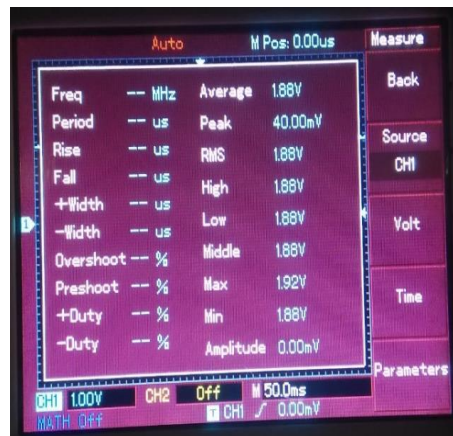 Auto M Pos: 0.00us Measure
Back
Freq -- MHz Average 1.88V
Period -- us Peak 40.00mV
Source
Rise -- us RMS 1.88V
CH1
Fall -- us High 1.88V
+Width -- us Low 1.88V
Volt
-Width -- us
Overshoot -- % Middle 1.88V
Preshoot -- % Max 1.92V
Time
+Duty -- % Min 1.88V
-Duty -- % Amplitude 0.00mV
Parameters
CH1 1.00V CH2 Off M 50.0ms
MATH Off T CH1 0.00mV
1